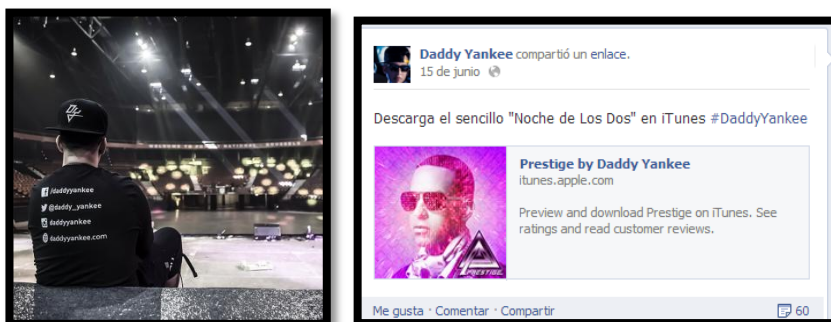 DY
/daddyyankee
@daddy_yankee
daddyyankee
daddyyankee.com
Daddy Yankee compartió un enlace.
15 de junio
Descarga el sencillo "Noche de Los Dos" en iTunes #DaddyYankee
Prestige by Daddy Yankee
itunes.apple.com
Preview and download Prestige on iTunes. See
ratings and read customer reviews.
PRESTIGE
Me gusta · Comentar · Compartir 60